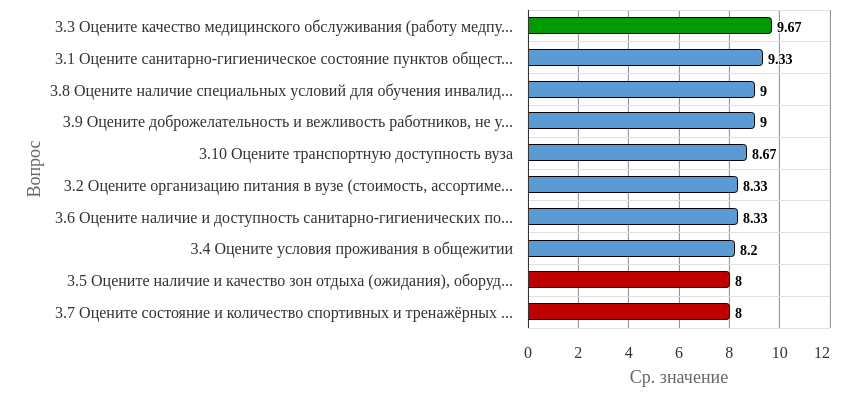 3.3 Оцените качество медицинского обслуживания (работу медпу... 9.67
3.1 Оцените санитарно-гигиеническое состояние пунктов общест... 9.33
3.8 Оцените наличие специальных условий для обучения инвалид... 9
3.9 Оцените доброжелательность и вежливость работников, не у... 9
3.10 Оцените транспортную доступность вуза 8.67
3.2 Оцените организацию питания в вузе (стоимость, ассортиме... 8.33
3.6 Оцените наличие и доступность санитарно-гигиенических по... 8.33
3.4 Оцените условия проживания в общежитии 8.2
3.5 Оцените наличие и качество зон отдыха (ожидания), оборуд... 8
3.7 Оцените состояние и количество спортивных и тренажёрных ... 8
Вопрос
0 2 4 6 8 10 12
Ср. значение